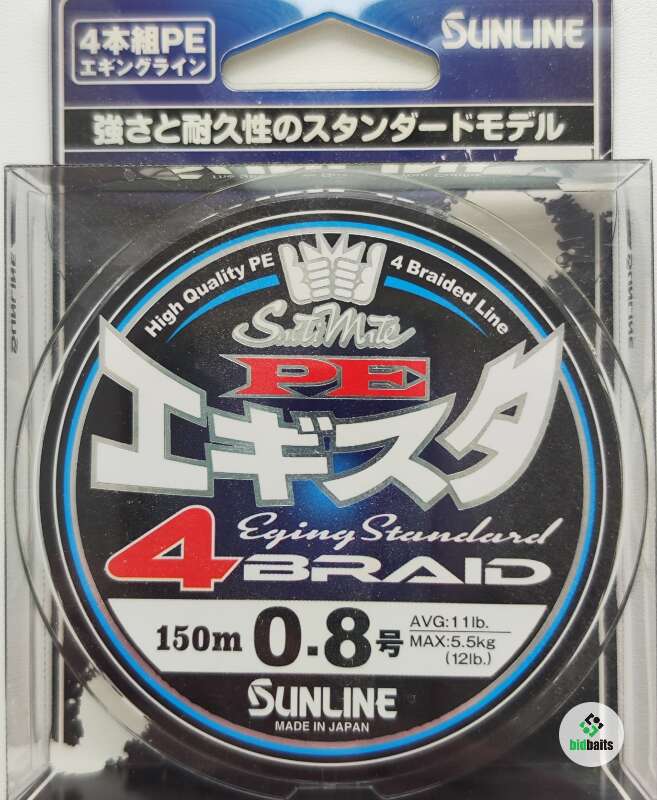 4本組PE
エギングライン
SUNLINE
強さと耐久性のスタンダードモデル
High Quality PE
4 Braided Line
PE
エギスタ
Eging Standard
4BRAID
150m 0.8号
AVG:11lb.
MAX:5.5kg
(12lb.)
SUNLINE
MADE IN JAPAN
SUNLINE
SUNLINE
bidbaits